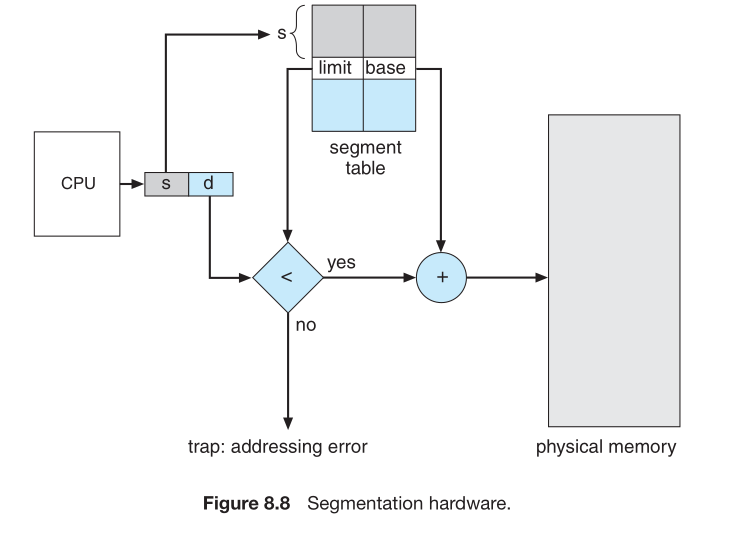 s
limit base
segment
table
CPU
s d
<
yes
+
no
trap: addressing error
physical memory
Figure 8.8 Segmentation hardware.